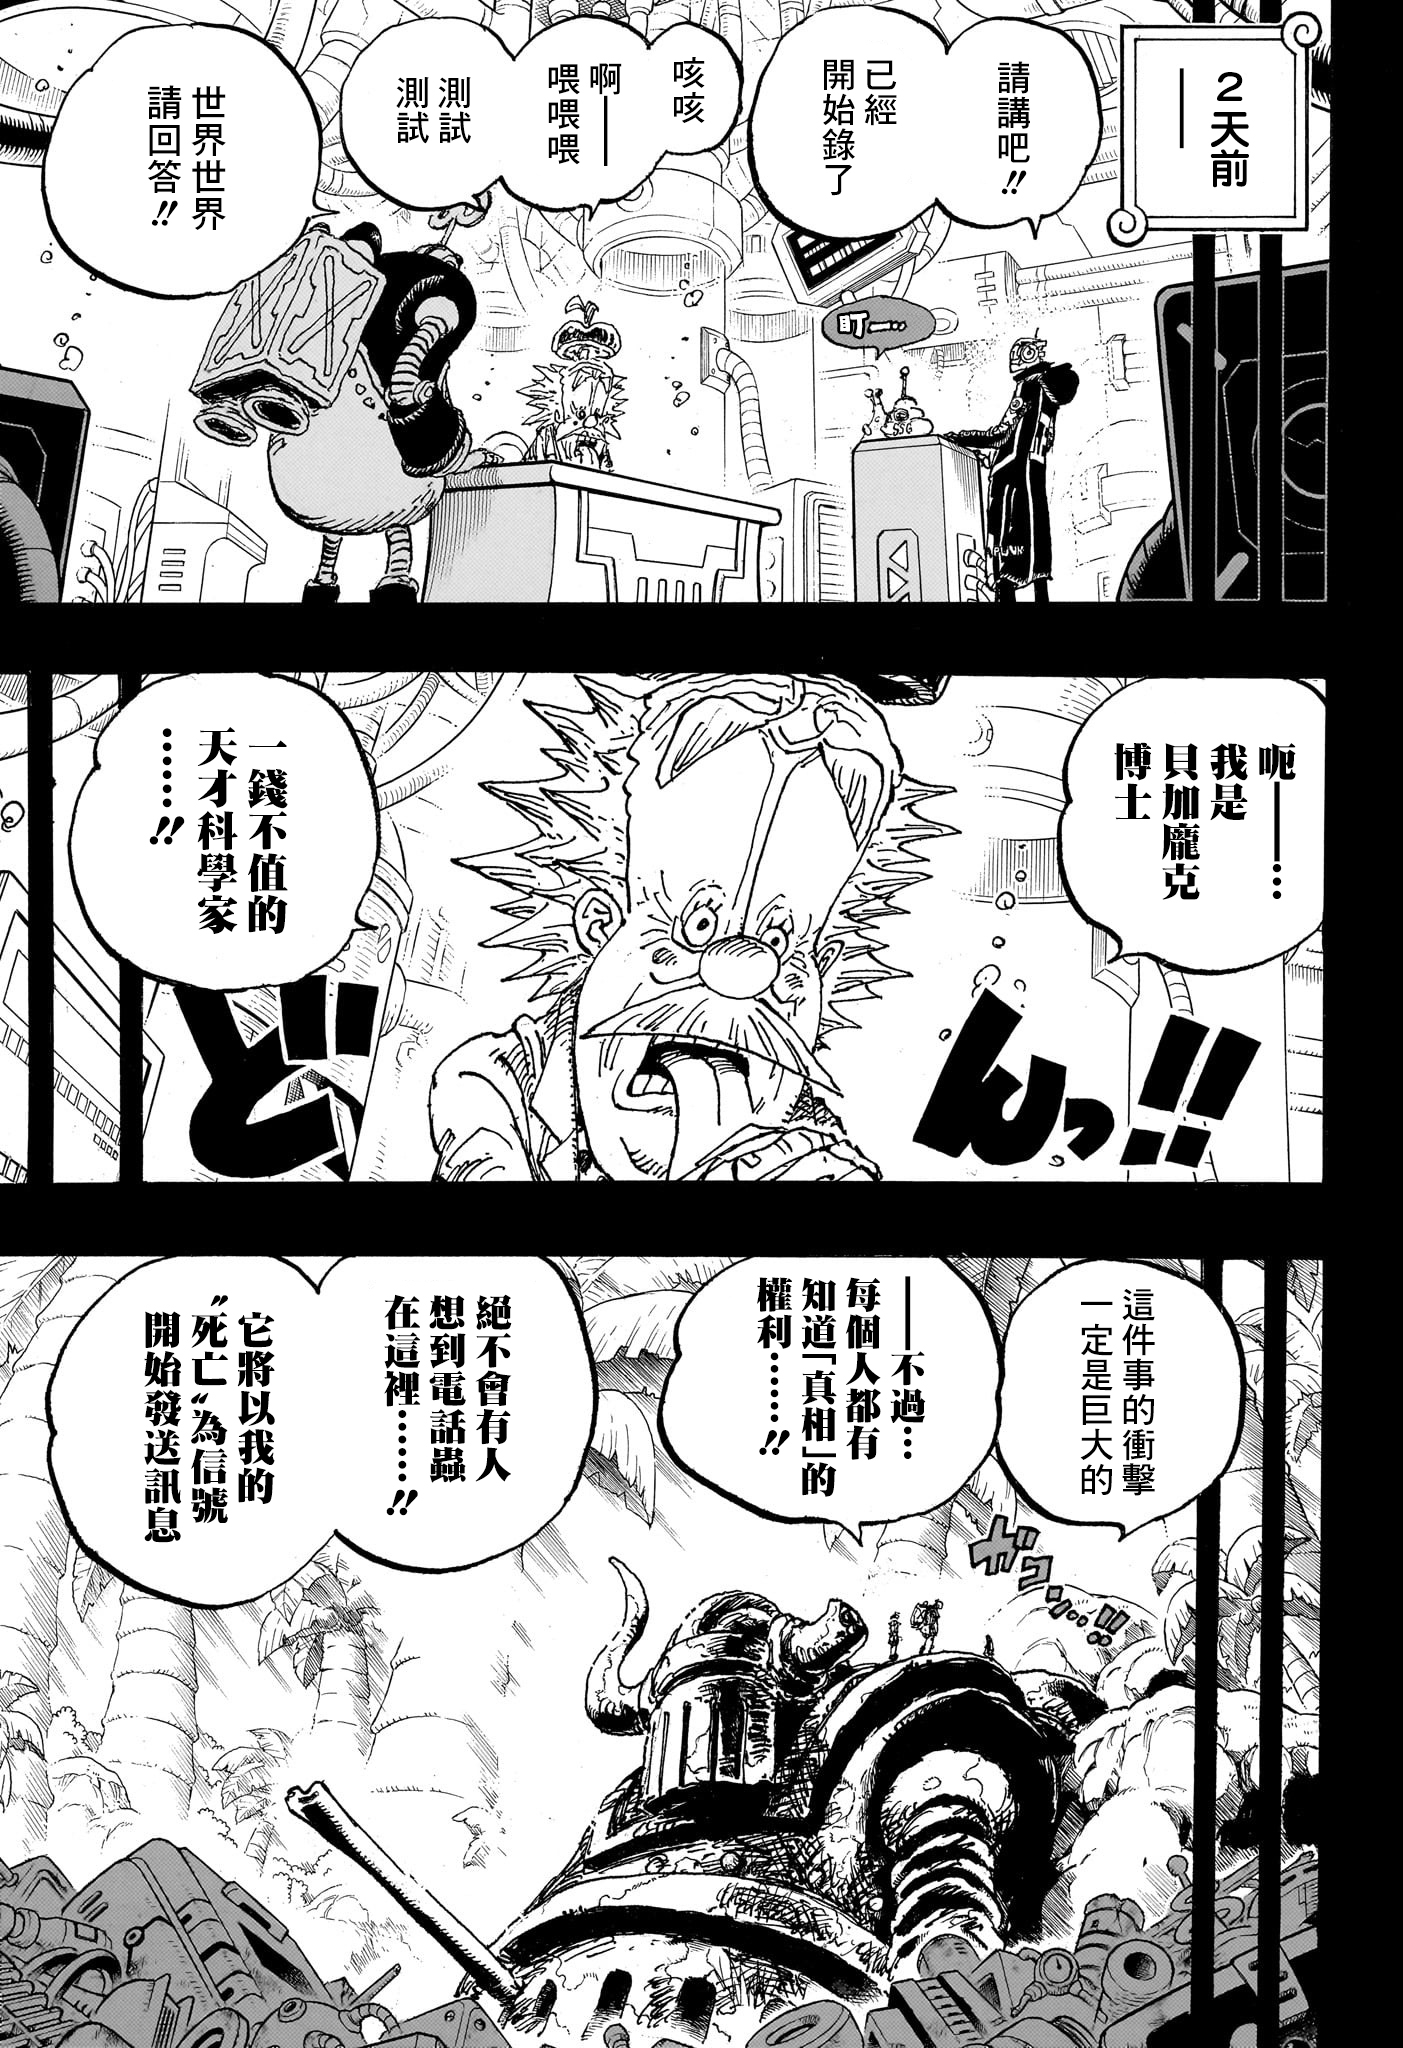 2天前
——
請講吧!!
已經
開始錄了
咳咳
啊——
喂喂喂
測試
測試
世界世界
請回答!!
盯—…
PUNK
呃——…
我是
貝加龐克
博士
一錢不值的
天才科學家
……!!
どんっ!!
這件事的衝擊
一定是巨大的
——不過…
每個人都有
知道「真相」的
權利……!!
絕不會有人
想到電話蟲
在這裡……!!
它將以我的
〝死亡〞為信號
開始發送訊息
ガコン…!!